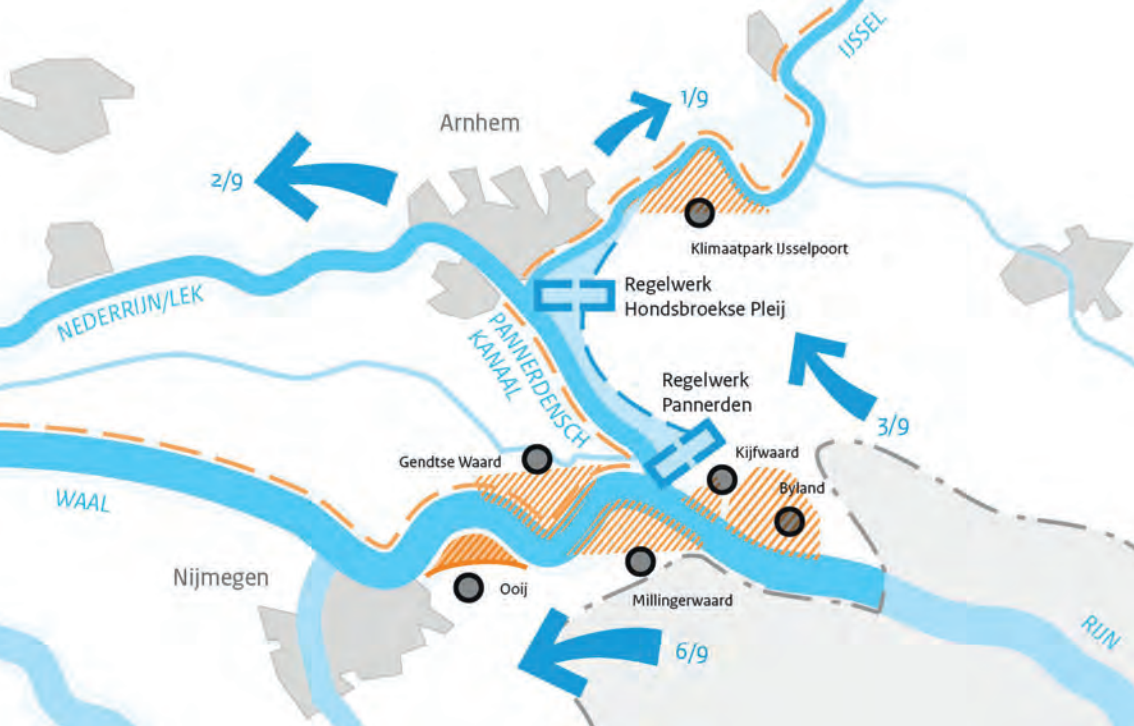 IJSSEL
1/9
Arnhem
2/9
Klimaatpark IJsselpoort
Regelwerk
Hondsbroekse Pleij
NEDERRIJN/LEK
PANNERDENSCH
KANAAL
Regelwerk
Pannerden
3/9
Kijfwaard
Gendtse Waard
Byland
WAAL
Nijmegen
Ooij
Millingerwaard
RIJN
6/9